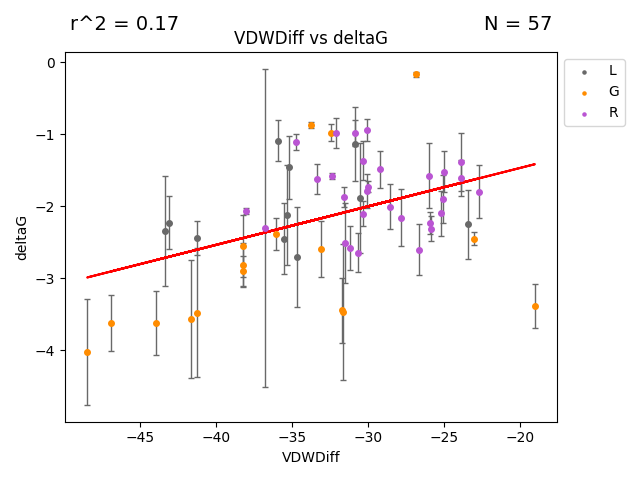 r^2 = 0.17
N = 57
VDWDiff vs deltaG
L
G
R
0
−1
−2
−3
−4
deltaG
−45 −40 −35 −30 −25 −20
VDWDiff